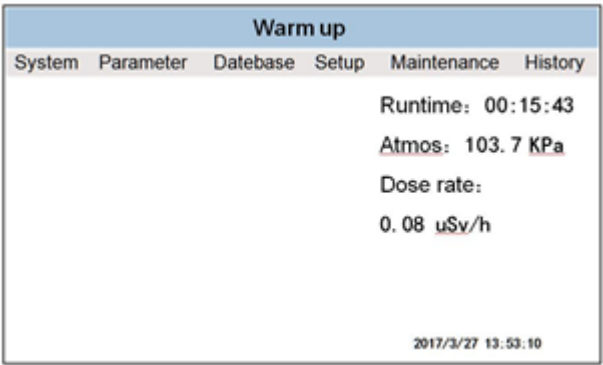 Warm up
System Parameter Datebase Setup Maintenance History
Runtime: 00:15:43
Atmos: 103.7 KPa
Dose rate:
0.08 uSv/h
2017/3/27 13:53:10